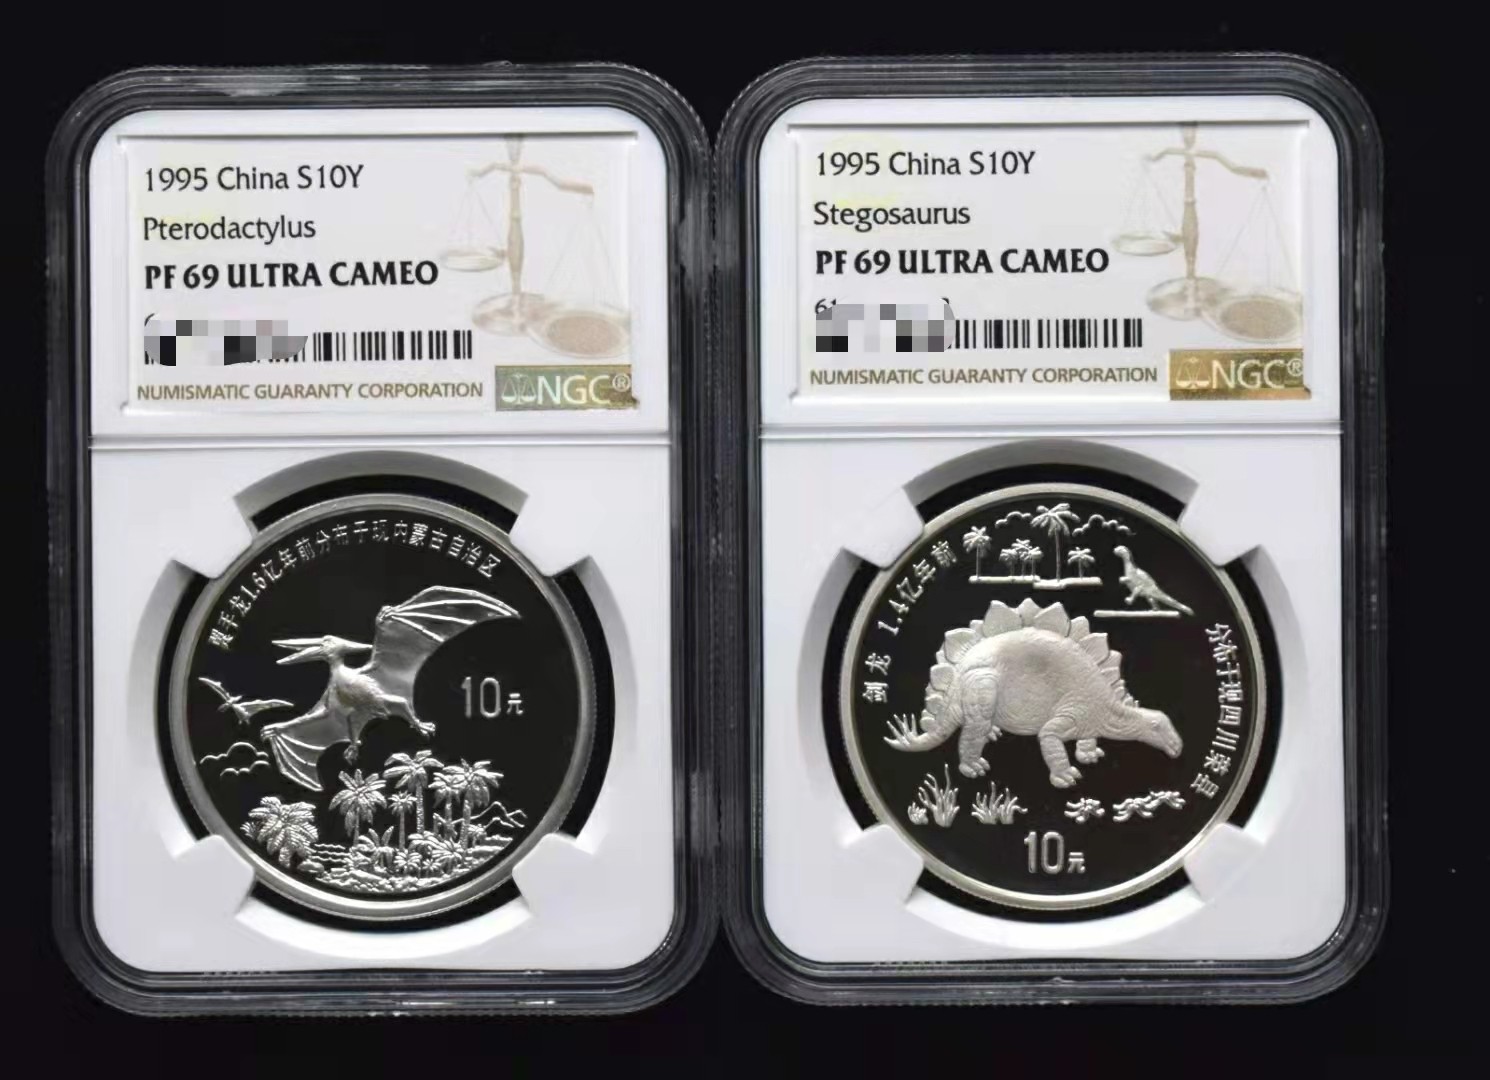 1995 China S10Y
Pterodactylus
PF 69 ULTRA CAMEO
NUMISMATIC GUARANTY CORPORATION
NGC®
翼手龙1.6亿年前分布于现内蒙古自治区
10元
1995 China S10Y
Stegosaurus
PF 69 ULTRA CAMEO
NUMISMATIC GUARANTY CORPORATION
NGC®
剑龙 1.4亿年前
分布于现四川荣县
10元